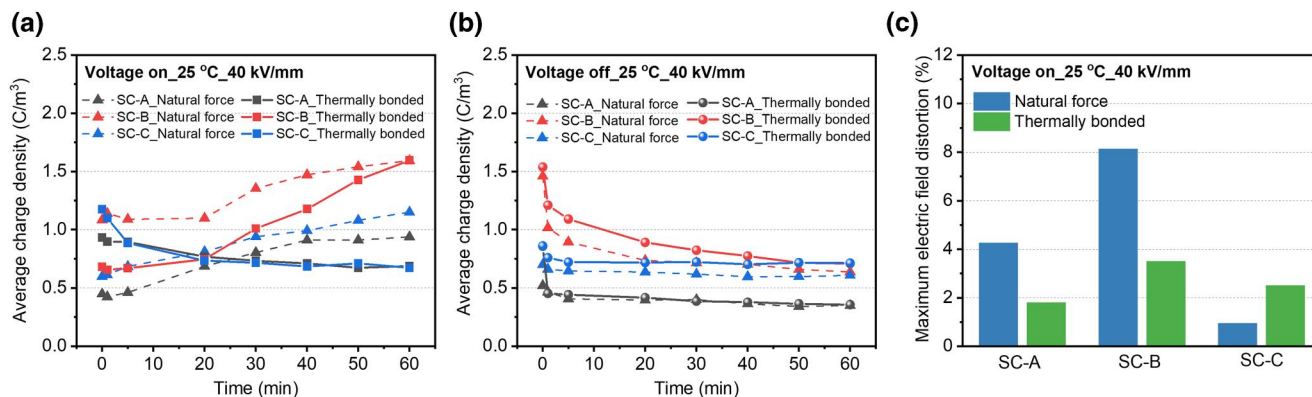 (a)
Average charge density (C/m³)
2.5
2.0
1.5
1.0
0.5
0.0
Voltage on_25 °C_40 kV/mm
SC-A_Natural force
SC-A_Thermally bonded
SC-B_Natural force
SC-B_Thermally bonded
SC-C_Natural force
SC-C_Thermally bonded
0 10 20 30 40 50 60
Time (min)
(b)
Average charge density (C/m³)
2.5
2.0
1.5
1.0
0.5
0.0
Voltage off_25 °C_40 kV/mm
SC-A_Natural force
SC-A_Thermally bonded
SC-B_Natural force
SC-B_Thermally bonded
SC-C_Natural force
SC-C_Thermally bonded
0 10 20 30 40 50 60
Time (min)
(c)
Maximum electric field distortion (%)
12
10
8
6
4
2
0
Voltage on_25 °C_40 kV/mm
Natural force
Thermally bonded
SC-A SC-B SC-C